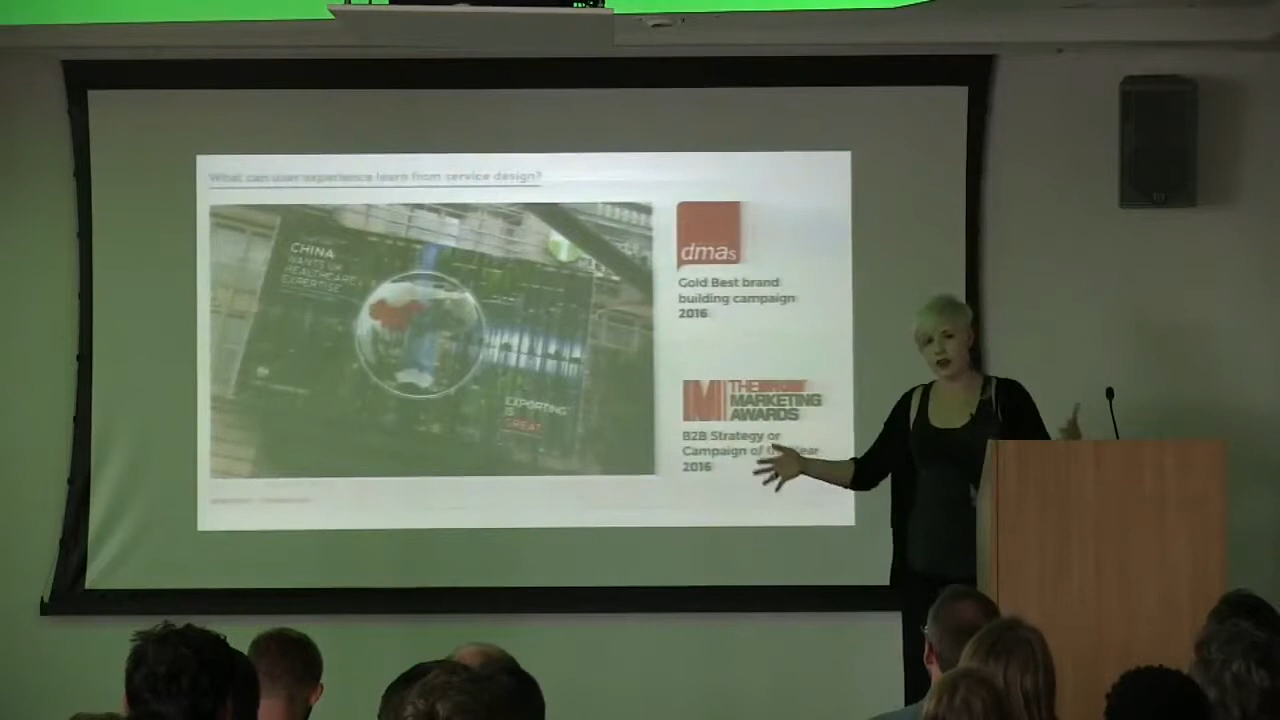 What can user experience learn from service design?
CHINA
WANTS UK
HEALTHCARE
EXPERTISE
EXPORTING
IS
GREAT
dmas
Gold Best brand
building campaign
2016
THE
MARKETING
AWARDS
B2B Strategy or
Campaign of
2016